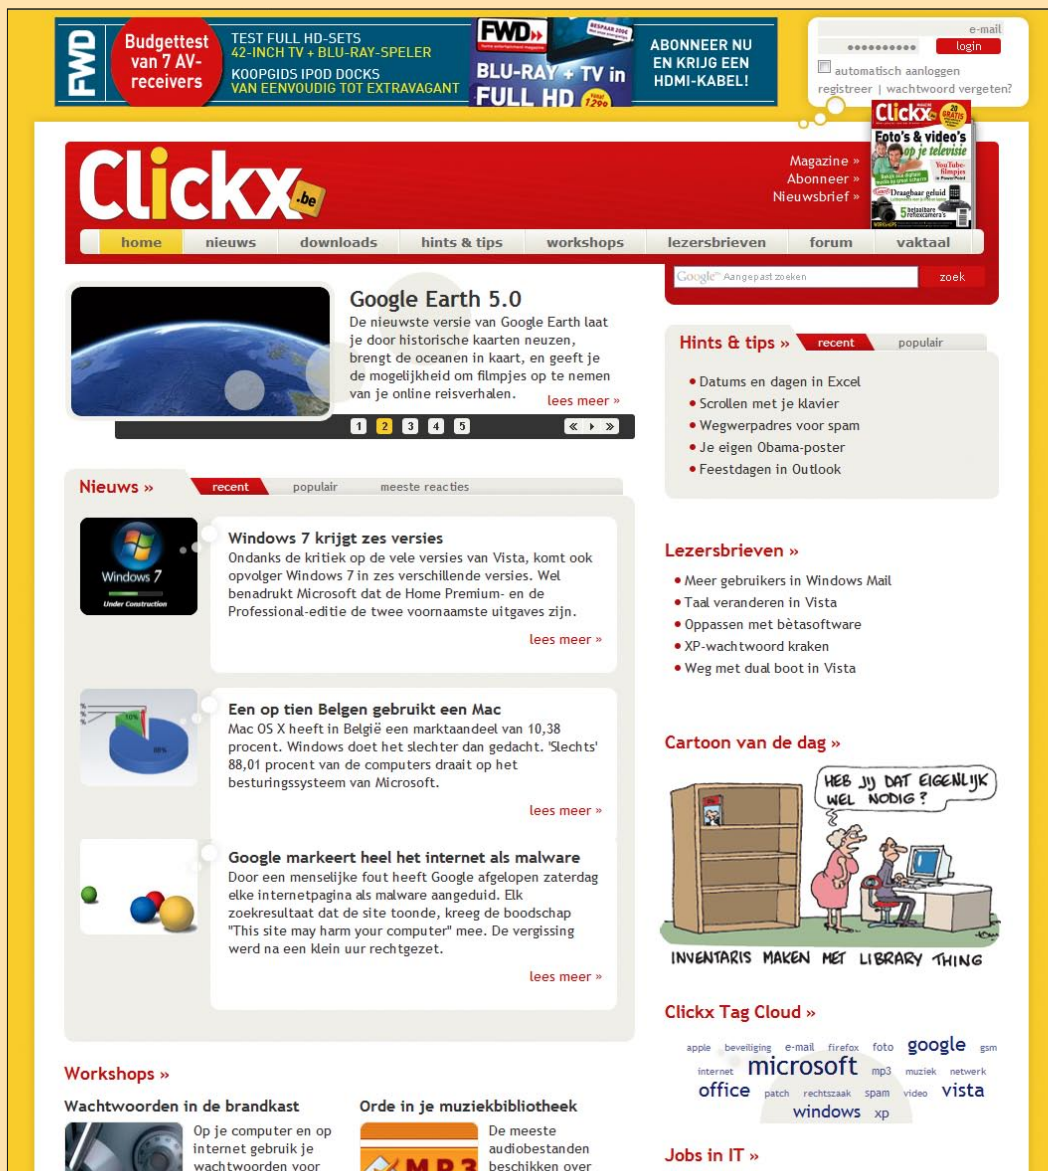 FWD
Budgettest
van 7 AV-
receivers
TEST FULL HD-SETS
42-INCH TV + BLU-RAY-SPELER
KOOPGIDS IPOD DOCKS
VAN EENVOUDIG TOT EXTRAVAGANT
FWD
BESPAAR 200€
BLU-RAY + TV in
FULL HD
vanaf
1299
ABONNEER NU
EN KRIJG EEN
HDMI-KABEL!
e-mail
login
automatisch aanloggen
registreer | wachtwoord vergeten?
Clickx.be
Magazine »
Abonneer »
Nieuwsbrief »
Clickx
20
GRATIS
Foto's & video's
op je televisie
YouTube-
filmpjes
in PowerPoint
Draagbaar geluid
5 betaalbare
reflexcamera's
home
nieuws
downloads
hints & tips
workshops
lezersbrieven
forum
vaktaal
Google™ Aangepast zoeken
zoek
Google Earth 5.0
De nieuwste versie van Google Earth laat
je door historische kaarten neuzen,
brengt de oceanen in kaart, en geeft je
de mogelijkheid om filmpjes op te nemen
van je online reisverhalen.
lees meer »
1 2 3 4 5
Hints & tips »
recent
populair
Datums en dagen in Excel
Scrollen met je klavier
Wegwerpadres voor spam
Je eigen Obama-poster
Feestdagen in Outlook
Nieuws »
recent
populair
meeste reacties
Windows 7
Under Construction
Windows 7 krijgt zes versies
Ondanks de kritiek op de vele versies van Vista, komt ook
opvolger Windows 7 in zes verschillende versies. Wel
benadrukt Microsoft dat de Home Premium- en de
Professional-editie de twee voornaamste uitgaves zijn.
lees meer »
10%
88%
Een op tien Belgen gebruikt een Mac
Mac OS X heeft in België een marktaandeel van 10,38
procent. Windows doet het slechter dan gedacht. 'Slechts'
88,01 procent van de computers draait op het
besturingssysteem van Microsoft.
lees meer »
Google markeert heel het internet als malware
Door een menselijke fout heeft Google afgelopen zaterdag
elke internetpagina als malware aangeduid. Elk
zoekresultaat dat de site toonde, kreeg de boodschap
"This site may harm your computer" mee. De vergissing
werd na een klein uur rechtgezet.
lees meer »
Lezersbrieven »
Meer gebruikers in Windows Mail
Taal veranderen in Vista
Oppassen met bètasoftware
XP-wachtwoord kraken
Weg met dual boot in Vista
Cartoon van de dag »
HEB JIJ DAT EIGENLIJK
WEL NODIG?
INVENTARIS MAKEN MET LIBRARY THING
Clickx Tag Cloud »
apple beveiliging e-mail firefox foto google gsm
internet microsoft mp3 muziek netwerk
office patch rechtszaak spam video vista
windows xp
Jobs in IT »
Workshops »
Wachtwoorden in de brandkast
Op je computer en op
internet gebruik je
wachtwoorden voor
Orde in je muziekbibliotheek
MP3
De meeste
audiobestanden
beschikken over